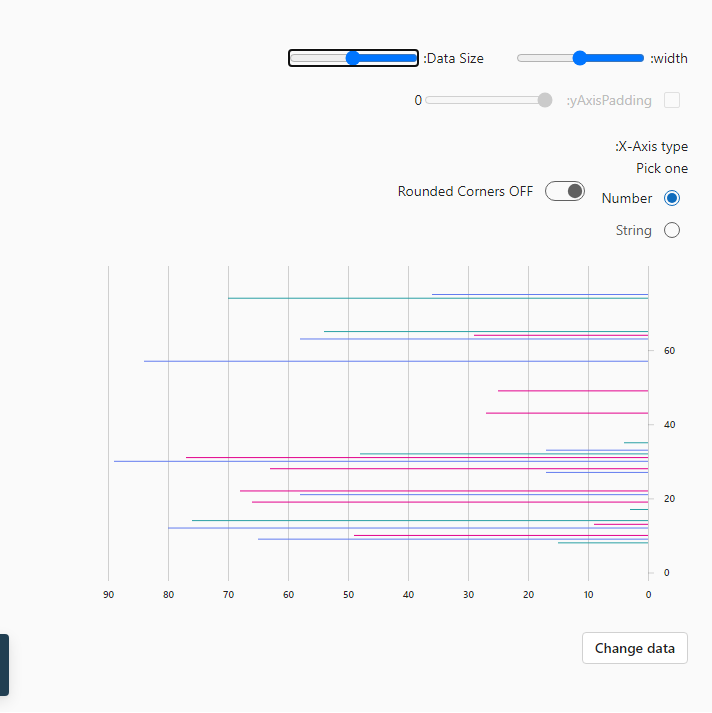 :width
:Data Size
:yAxisPadding
0
:X-Axis type
Pick one
Number
Rounded Corners OFF
String
60
40
20
0
90 80 70 60 50 40 30 20 10 0
Change data